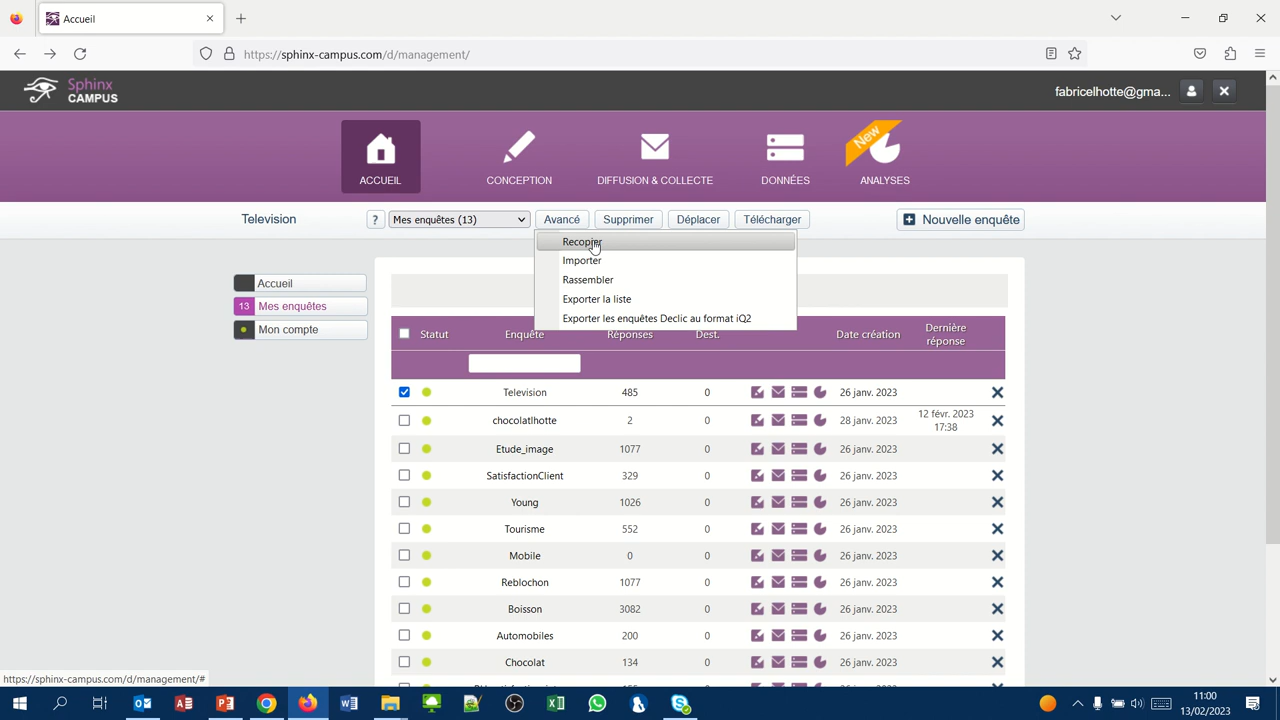 Accueil
https://sphinx-campus.com/d/management/
Sphinx
CAMPUS
fabricelhotte@gma...
ACCUEIL
CONCEPTION
DIFFUSION & COLLECTE
DONNÉES
New
ANALYSES
Television
?
Mes enquêtes (13)
Avancé
Supprimer
Déplacer
Télécharger
Nouvelle enquête
Recopier
Importer
Rassembler
Exporter la liste
Exporter les enquêtes Declic au format iQ2
Accueil
13 Mes enquêtes
Mon compte
Statut Enquête Réponses Dest. Date création Dernière réponse
Television 485 0 26 janv. 2023
chocolatlhotte 2 0 28 janv. 2023 12 févr. 2023 17:38
Etude_image 1077 0 26 janv. 2023
SatisfactionClient 329 0 26 janv. 2023
Young 1026 0 26 janv. 2023
Tourisme 552 0 26 janv. 2023
Mobile 0 0 26 janv. 2023
Reblochon 1077 0 26 janv. 2023
Boisson 3082 0 26 janv. 2023
Automobiles 200 0 26 janv. 2023
Chocolat 134 0 26 janv. 2023
https://sphinx-campus.com/d/management/#
11:00
13/02/2023